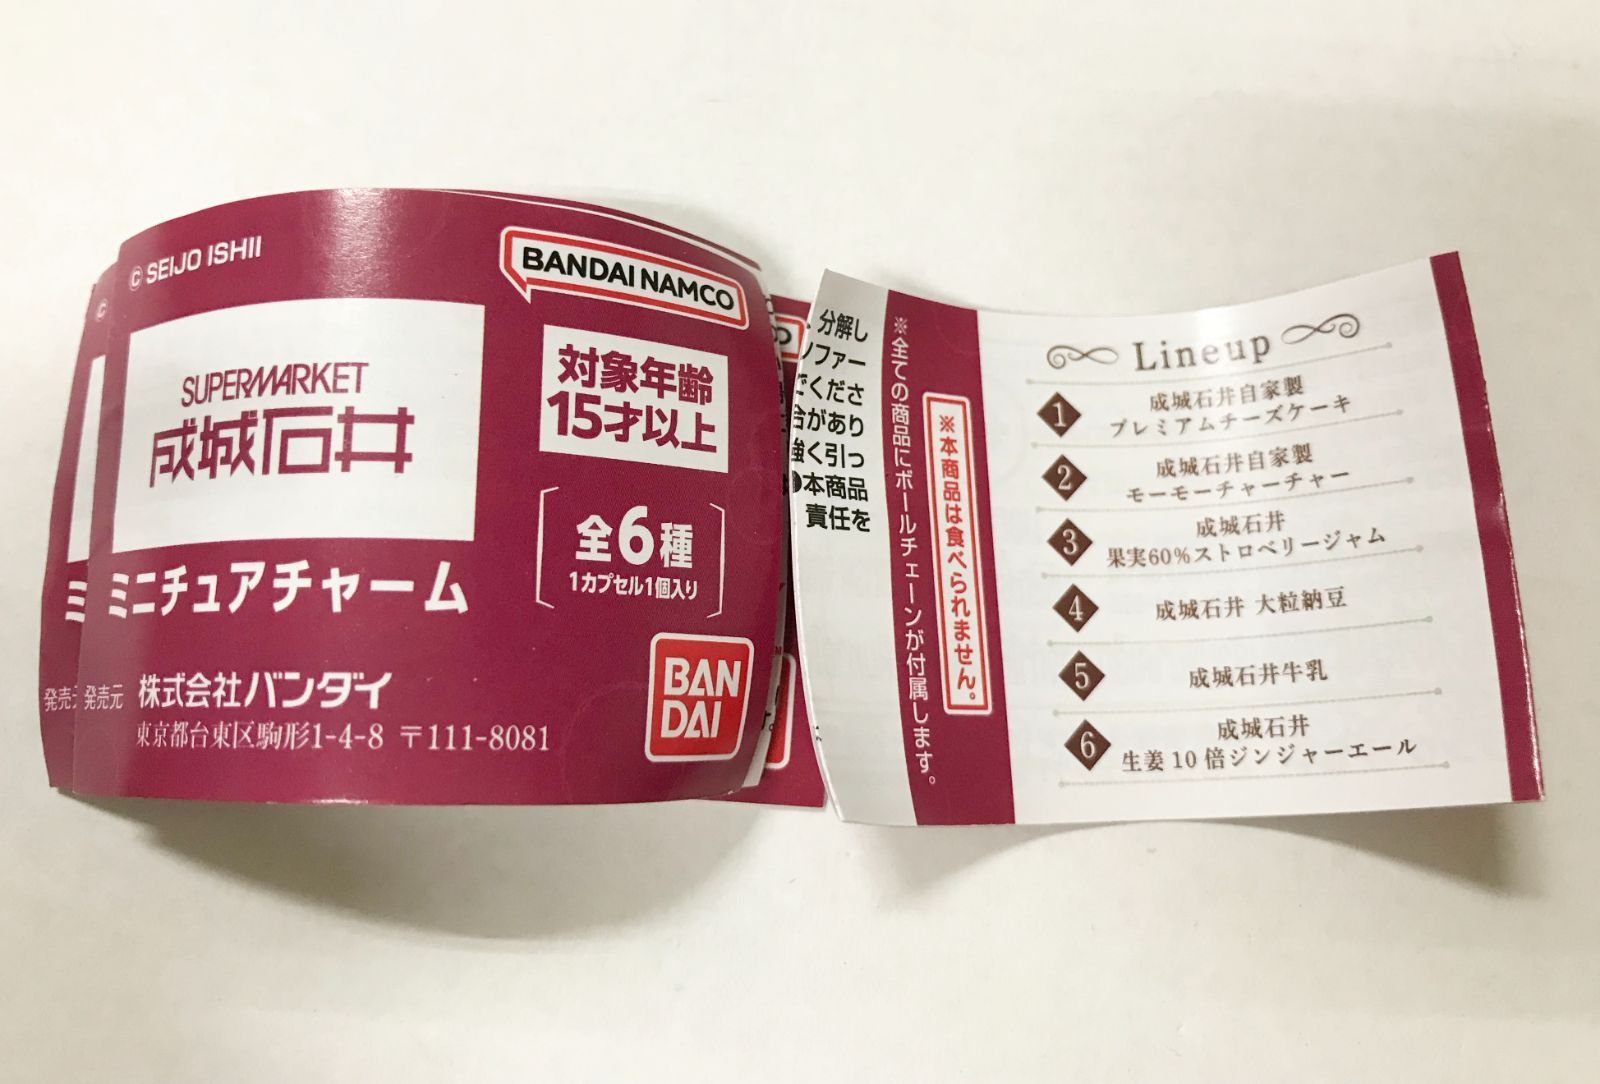 © SEIJO ISHII
BANDAI NAMCO
SUPERMARKET
成城石井
対象年齢
15才以上
全6種
1カプセル1個入り
ミニチュアチャーム
発売元 株式会社バンダイ
東京都台東区駒形1-4-8 〒111-8081
BAN
DAI
©
ミ
発売元
分解し
ファー
ください
合があり
強く引っ
本商品
責任を
※全ての商品にボールチェーンが付属します。
※本商品は食べられません。
Lineup
1 成城石井自家製
プレミアムチーズケーキ
2 成城石井自家製
モーモーチャーチャー
3 成城石井
果実60%ストロベリージャム
4 成城石井 大粒納豆
5 成城石井牛乳
6 成城石井
生姜10倍ジンジャーエール